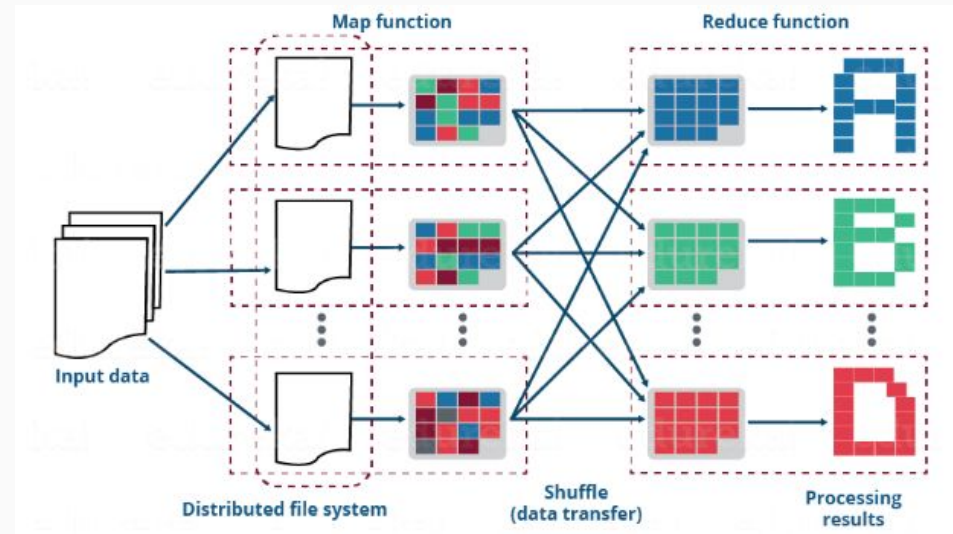 Map function
Reduce function
Input data
Distributed file system
Shuffle
(data transfer)
Processing
results